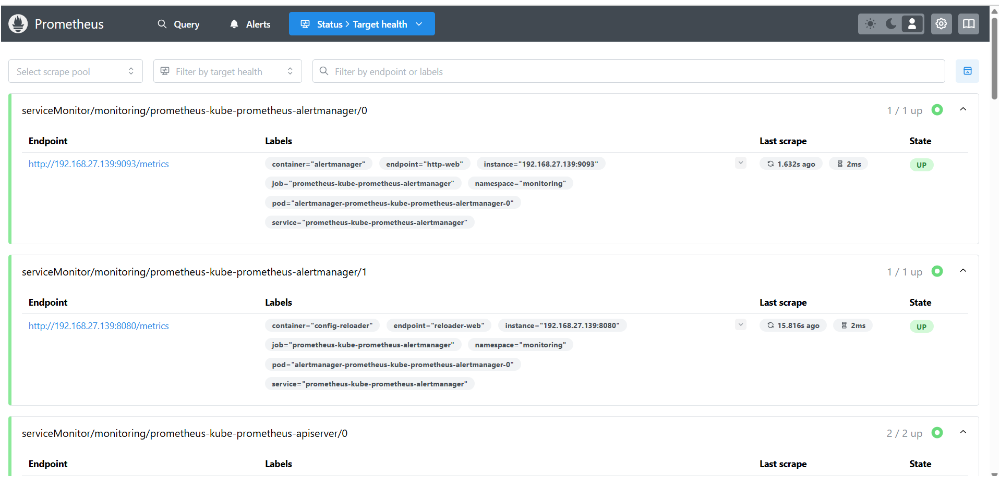 Prometheus Query Alerts Status > Target health
Select scrape pool Filter by target health Filter by endpoint or labels
serviceMonitor/monitoring/prometheus-kube-prometheus-alertmanager/0 1 / 1 up
Endpoint Labels Last scrape State
http://192.168.27.139:9093/metrics container="alertmanager" endpoint="http-web" instance="192.168.27.139:9093" 1.632s ago 2ms UP
job="prometheus-kube-prometheus-alertmanager" namespace="monitoring"
pod="alertmanager-prometheus-kube-prometheus-alertmanager-0"
service="prometheus-kube-prometheus-alertmanager"
serviceMonitor/monitoring/prometheus-kube-prometheus-alertmanager/1 1 / 1 up
Endpoint Labels Last scrape State
http://192.168.27.139:8080/metrics container="config-reloader" endpoint="reloader-web" instance="192.168.27.139:8080" 15.816s ago 2ms UP
job="prometheus-kube-prometheus-alertmanager" namespace="monitoring"
pod="alertmanager-prometheus-kube-prometheus-alertmanager-0"
service="prometheus-kube-prometheus-alertmanager"
serviceMonitor/monitoring/prometheus-kube-prometheus-apiserver/0 2 / 2 up
Endpoint Labels Last scrape State